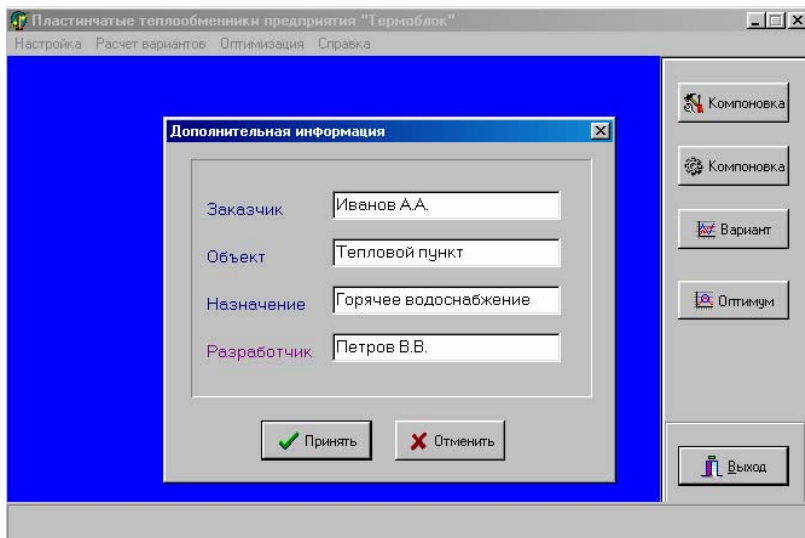 Пластинчатые теплообменники предприятия "Термоблок"
Настройка Расчет вариантов Оптимизация Справка
Дополнительная информация
Заказчик Иванов А.А.
Объект Тепловой пункт
Назначение Горячее водоснабжение
Разработчик Петров В.В.
Принять Отменить
Компоновка
Компоновка
Вариант
Оптимум
Выход